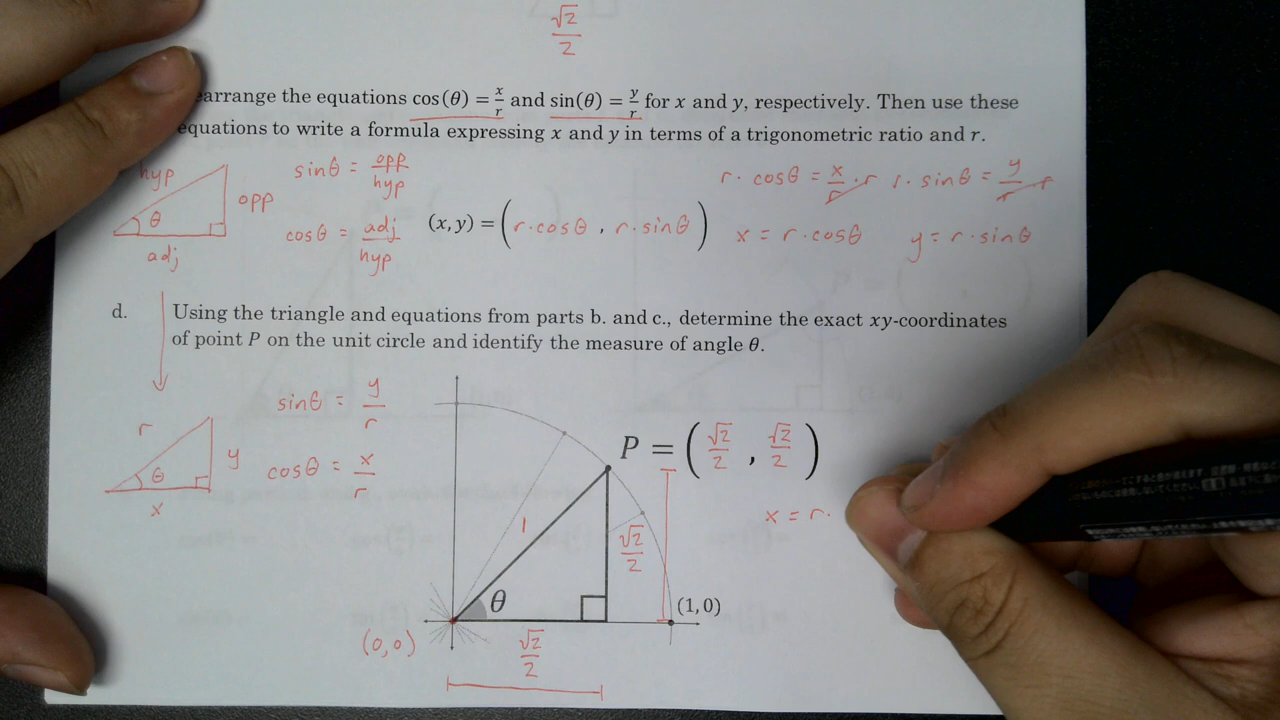 √2/2
earrange the equations cos(θ) = x/r and sin(θ) = y/r for x and y, respectively. Then use these
equations to write a formula expressing x and y in terms of a trigonometric ratio and r.
hyp
θ
opp
adj
sinθ = opp/hyp
cosθ = adj/hyp
(x, y) = (r·cosθ , r·sinθ)
r· cosθ = x/r ·r
r· sinθ = y/r ·r
x = r·cosθ
y = r·sinθ
d. Using the triangle and equations from parts b. and c., determine the exact xy-coordinates
of point P on the unit circle and identify the measure of angle θ.
r
θ
y
x
sinθ = y/r
cosθ = x/r
P = (√2/2 , √2/2)
x = r·
1
√2/2
θ
(1,0)
(0,0)
√2/2